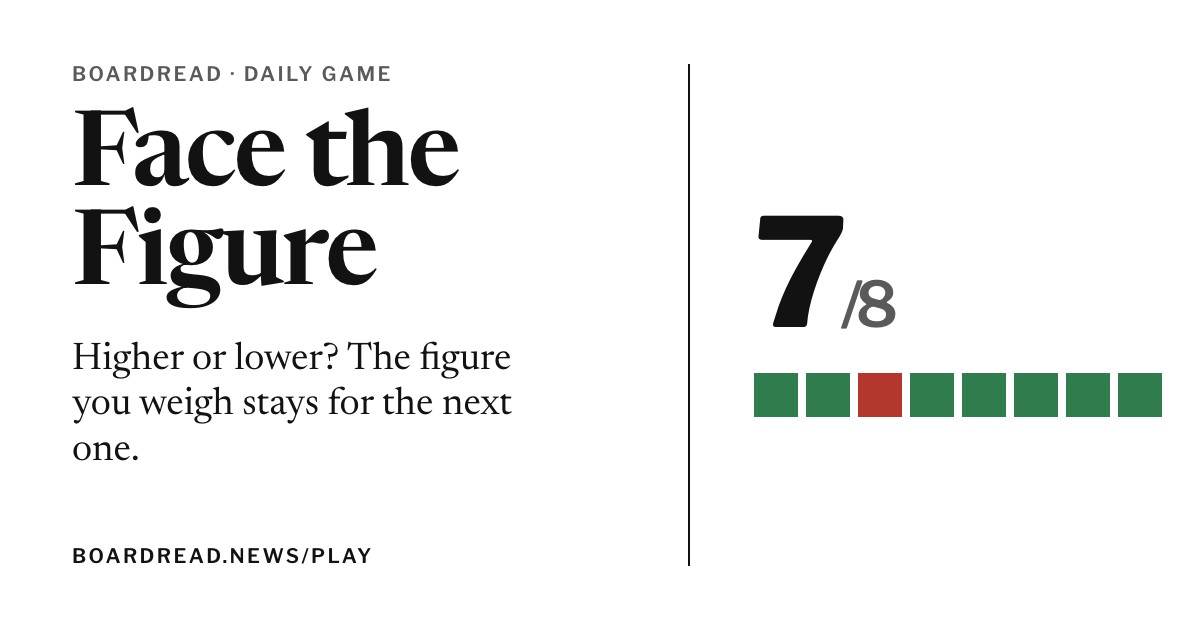 BOARDREAD · DAILY GAME
Face the
Figure
Higher or lower? The figure
you weigh stays for the next
one.
BOARDREAD.NEWS/PLAY
7/8